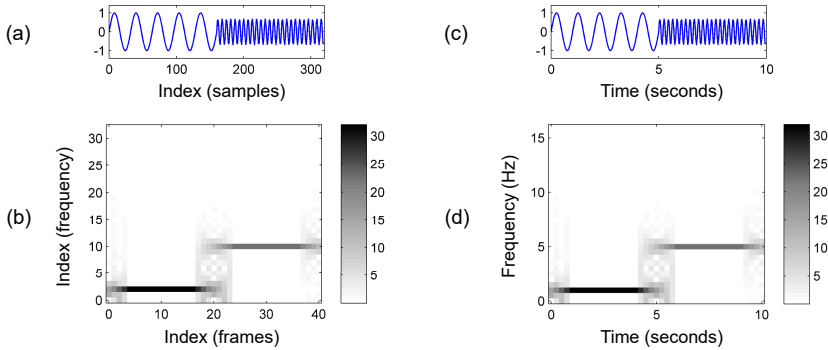 (a)
1
0
-1
0 100 200 300
Index (samples)
(c)
1
0
-1
0 5 10
Time (seconds)
(b)
Index (frequency)
30
25
20
15
10
5
0
0 10 20 30 40
Index (frames)
30
25
20
15
10
5
(d)
Frequency (Hz)
15
10
5
0
0 5 10
Time (seconds)
30
25
20
15
10
5